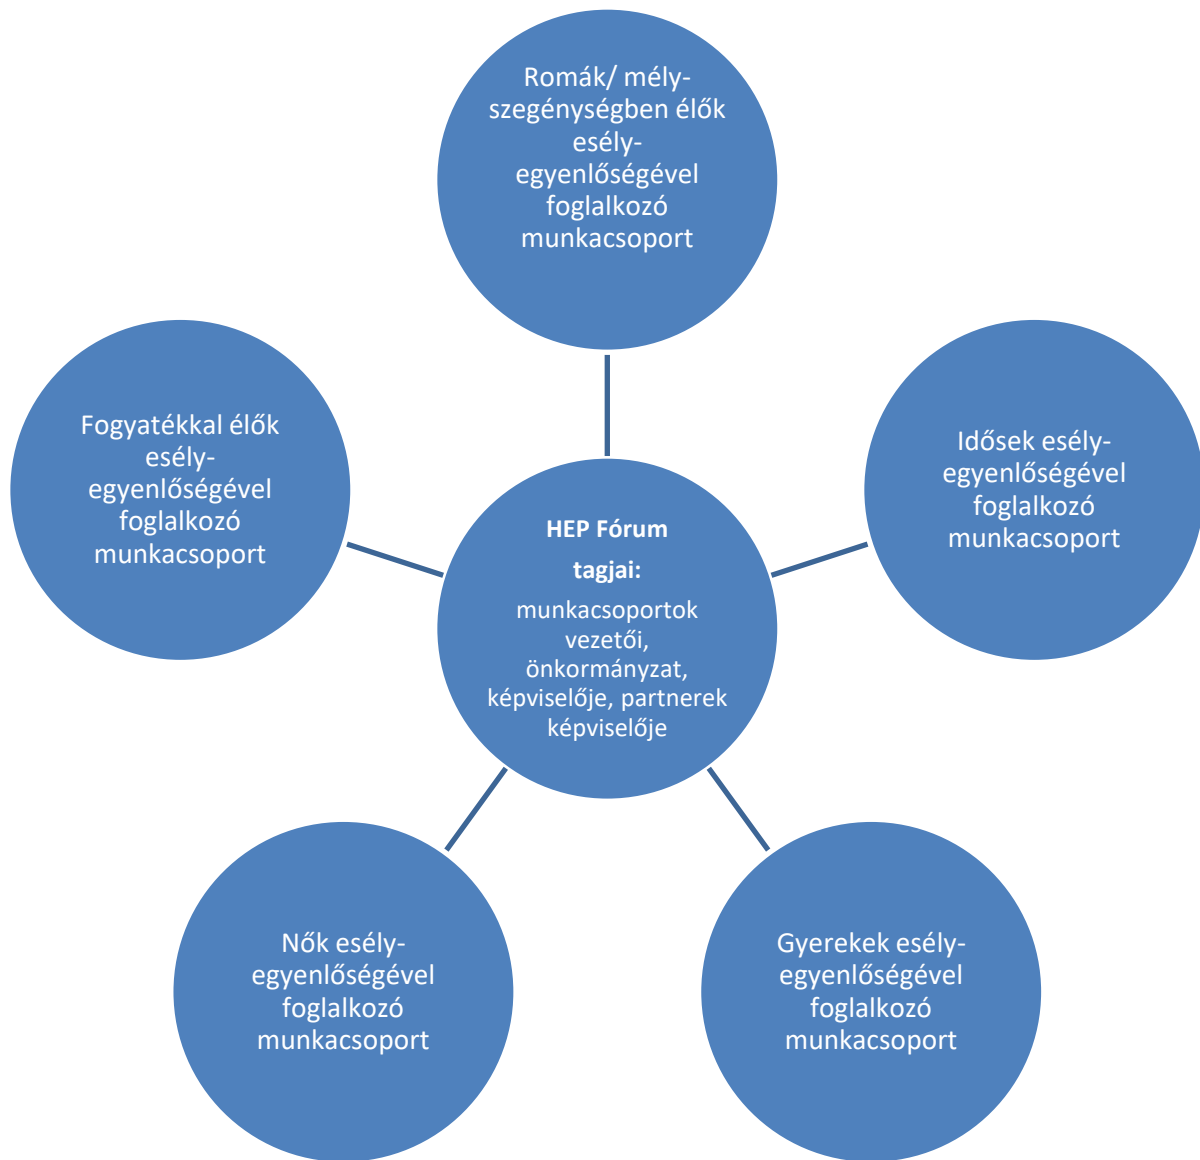 Romák/ mély-
szegénységben élők
esély-
egyenlőségével
foglalkozó
munkacsoport
Fogyatékkal élők
esély-
egyenlőségével
foglalkozó
munkacsoport
Idősek esély-
egyenlőségével
foglalkozó
munkacsoport
HEP Fórum
tagjai:
munkacsoportok
vezetői,
önkormányzat,
képviselője, partnerek
képviselője
Nők esély-
egyenlőségével
foglalkozó
munkacsoport
Gyerekek esély-
egyenlőségével
foglalkozó
munkacsoport